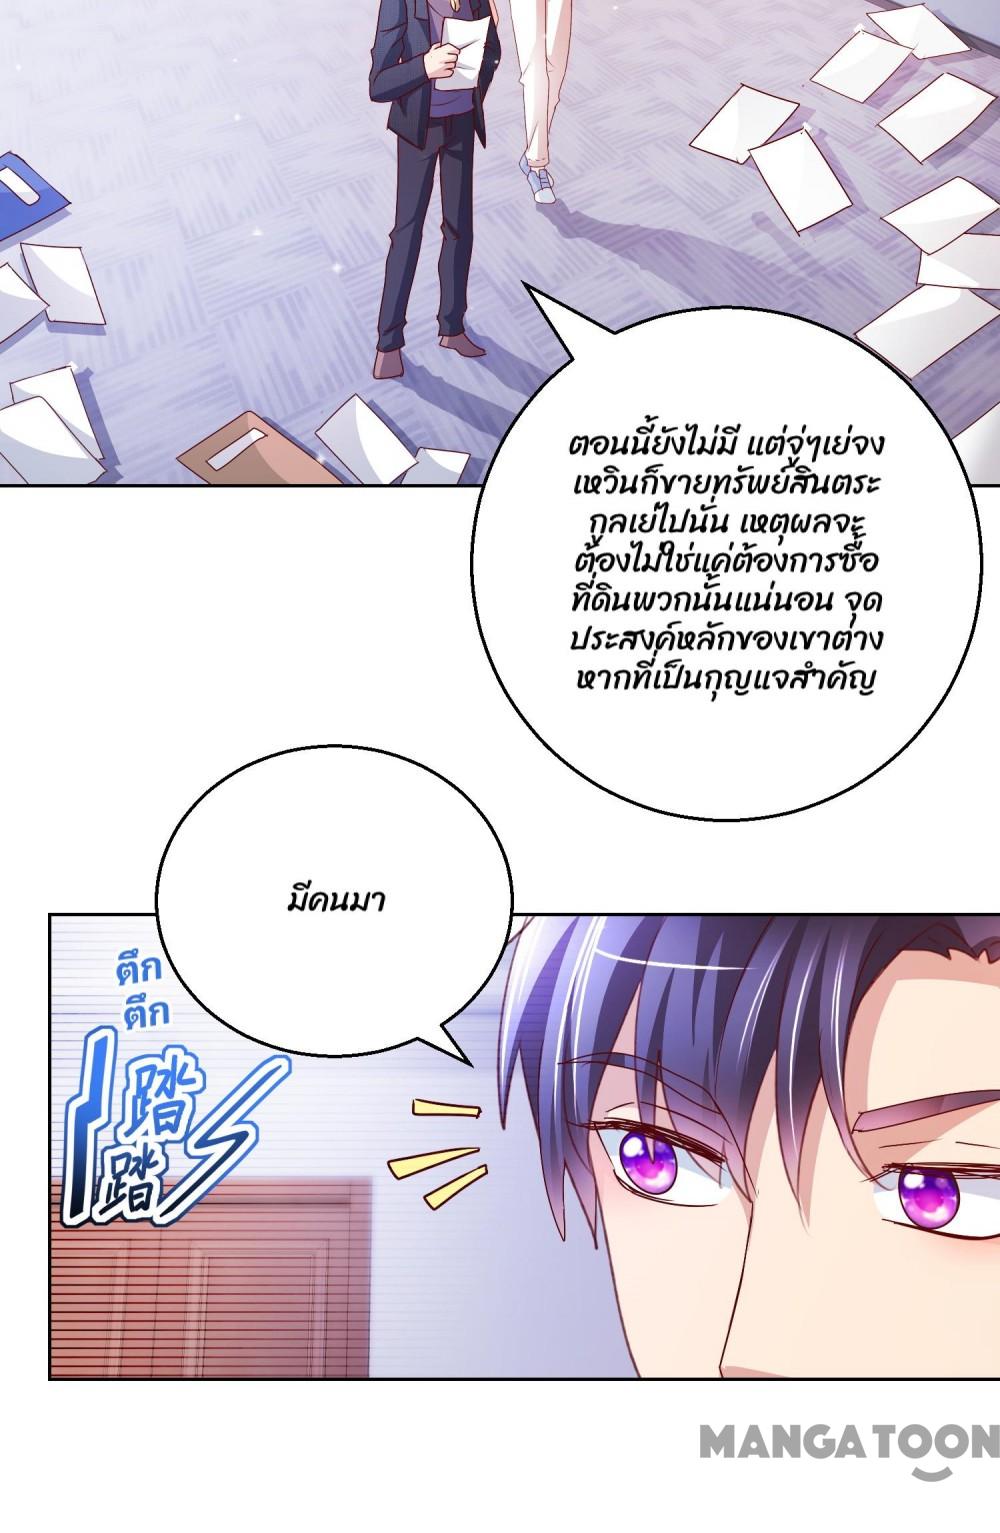 ตอนนี้ยังไม่มี แต่จู่ๆเย่จง
เหวินก็ขายทรัพย์สินตระ
กูลเย่ไปนั่น เหตุผลจะ
ต้องไม่ใช่แค่ต้องการซื้อ
ที่ดินพวกนั้นแน่นอน จุด
ประสงค์หลักของเขาต่าง
หากที่เป็นกุญแจสำคัญ
มีคนมา
ตึก
ตึก
踏
踏
MANGATOON